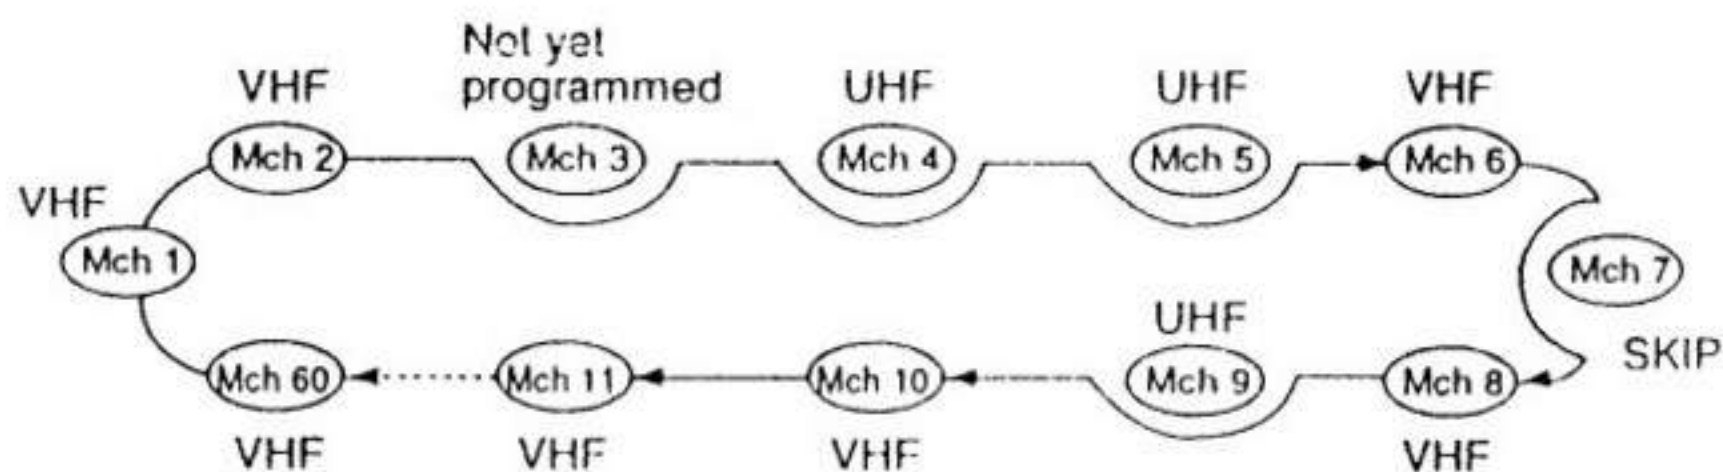 Not yet
programmed
VHF
UHF
UHF
VHF
Mch 2
Mch 3
Mch 4
Mch 5
Mch 6
VHF
Mch 1
Mch 7
UHF
SKIP
Mch 60
Mch 11
Mch 10
Mch 9
Mch 8
VHF
VHF
VHF
VHF